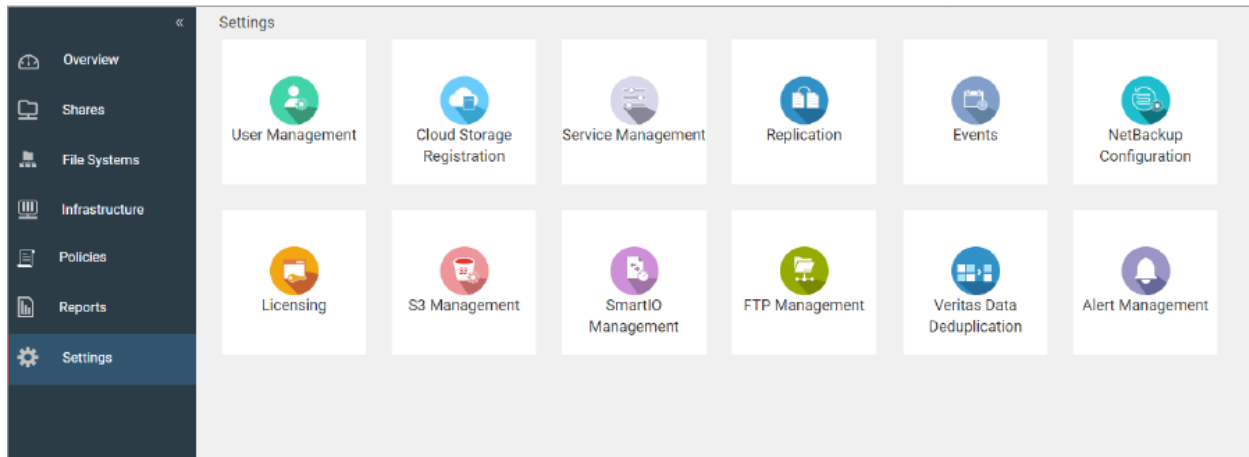 «
Settings
Overview
Shares
File Systems
Infrastructure
Policies
Reports
Settings
User Management
Cloud Storage
Registration
Service Management
Replication
Events
NetBackup
Configuration
Licensing
S3
S3 Management
SmartIO
Management
FTP Management
Veritas Data
Deduplication
Alert Management